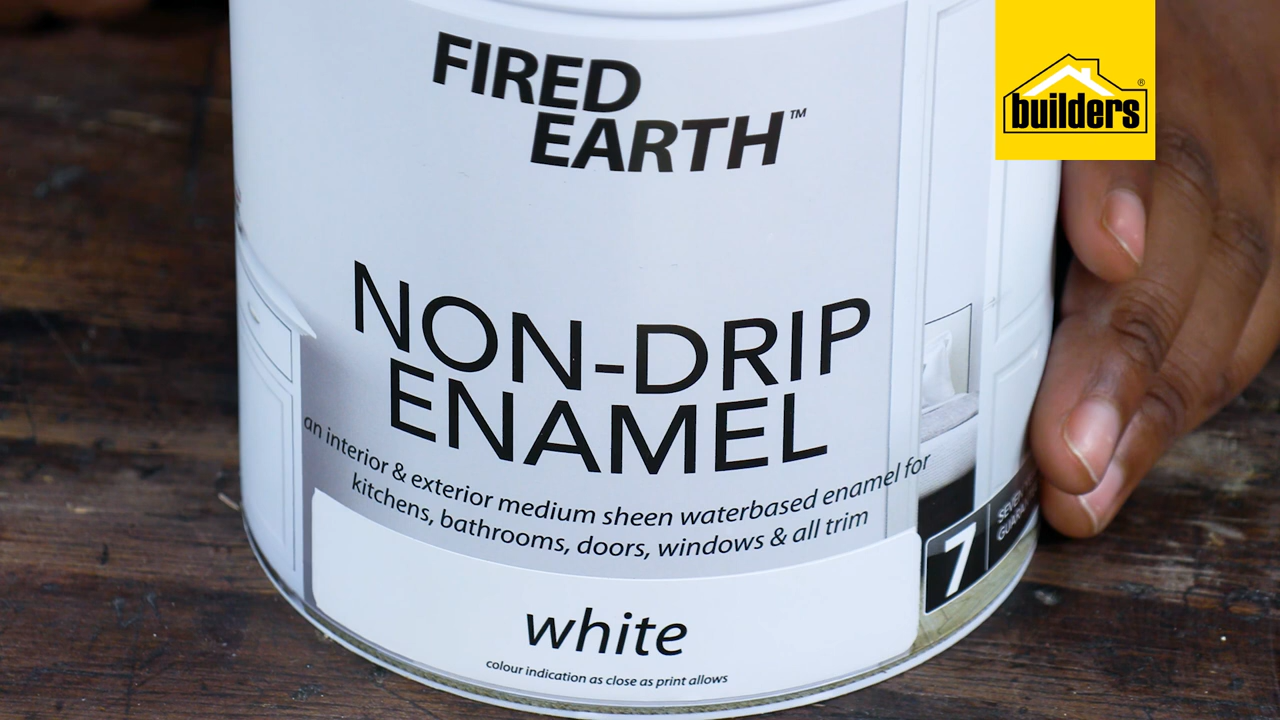 FIRED
EARTH™
builders®
NON-DRIP
ENAMEL
an interior & exterior medium sheen waterbased enamel for
kitchens, bathrooms, doors, windows & all trim
7
white
colour indication as close as print allows